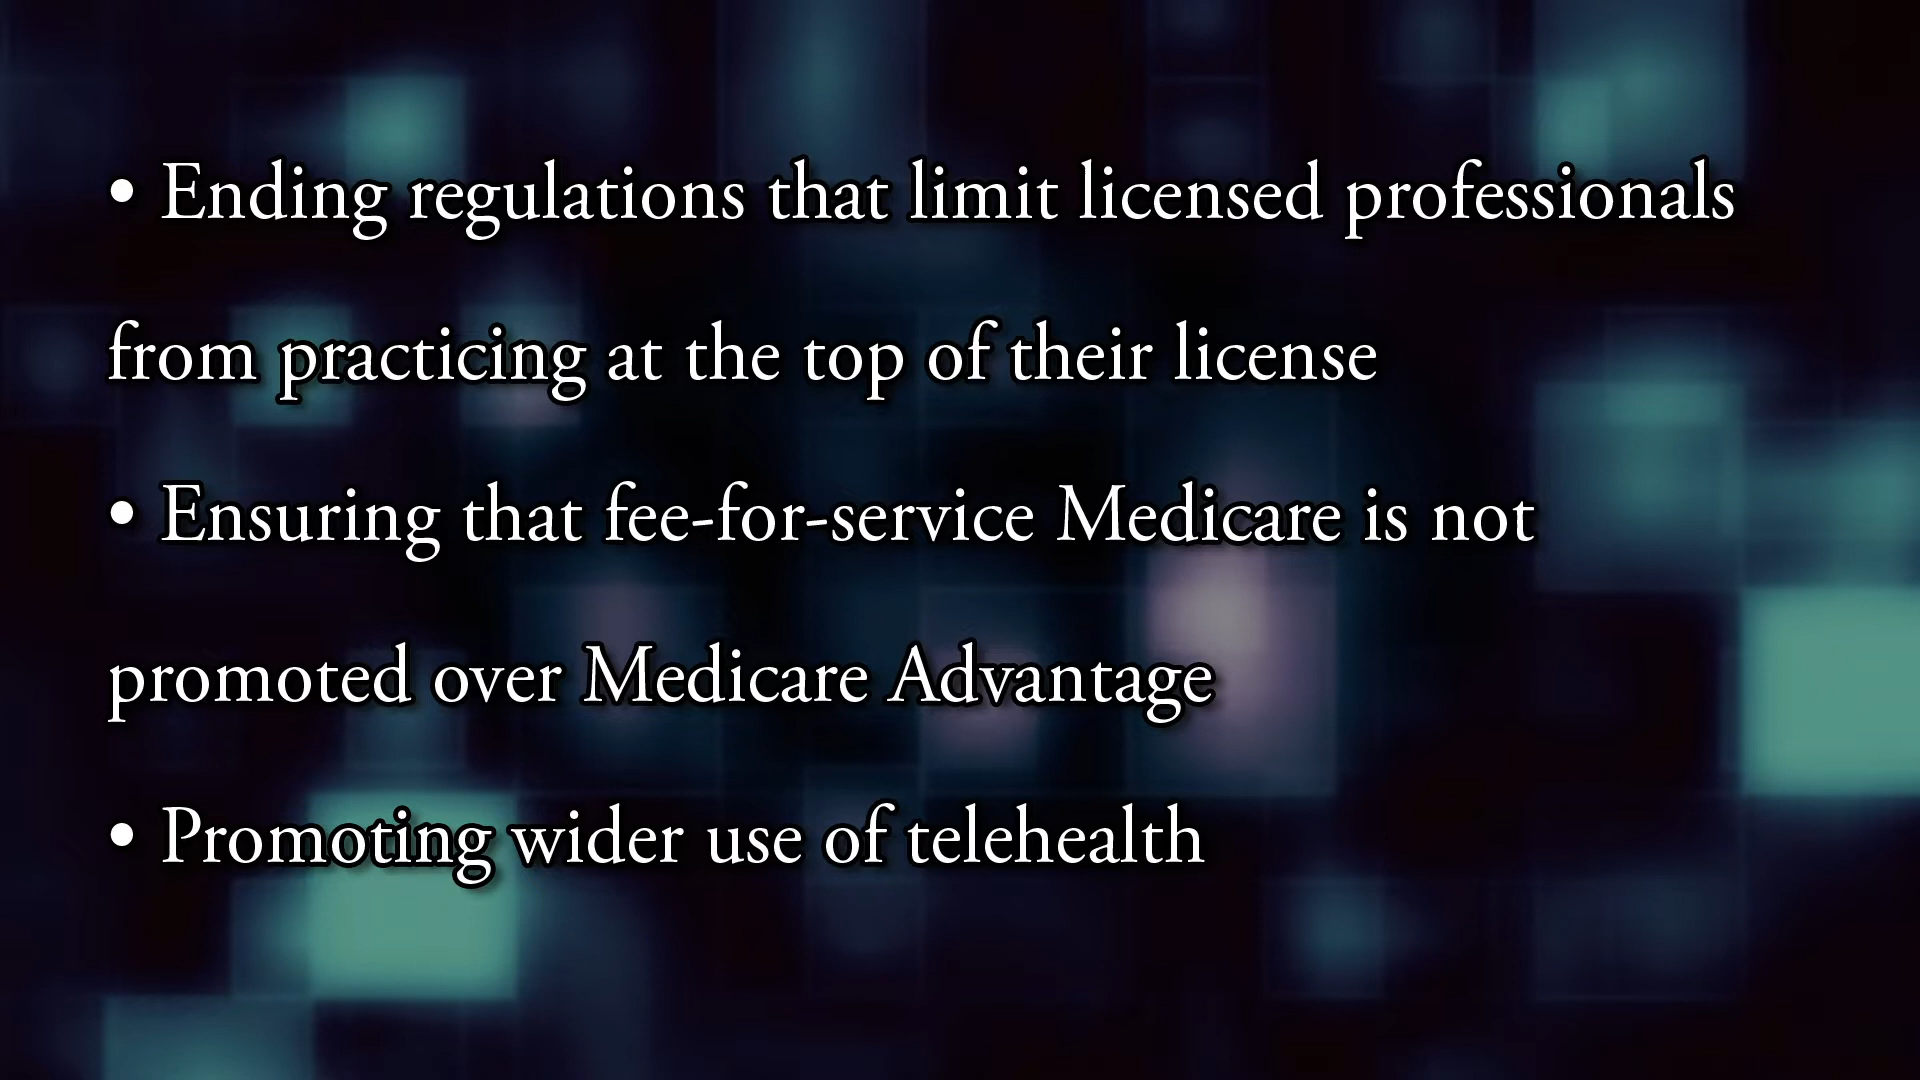 • Ending regulations that limit licensed professionals
from practicing at the top of their license
• Ensuring that fee-for-service Medicare is not
promoted over Medicare Advantage
• Promoting wider use of telehealth